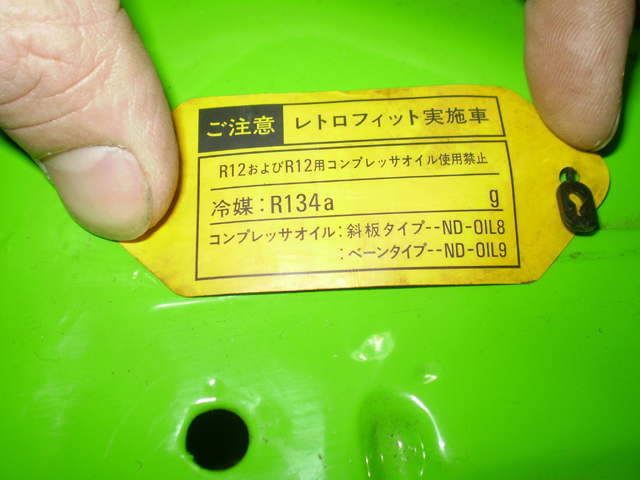 ご注意 レトロフィット実施車
R12およびR12用コンプレッサオイル使用禁止
冷媒:R134a g
コンプレッサオイル:斜板タイプ--ND-OIL8
:ベーンタイプ--ND-OIL9